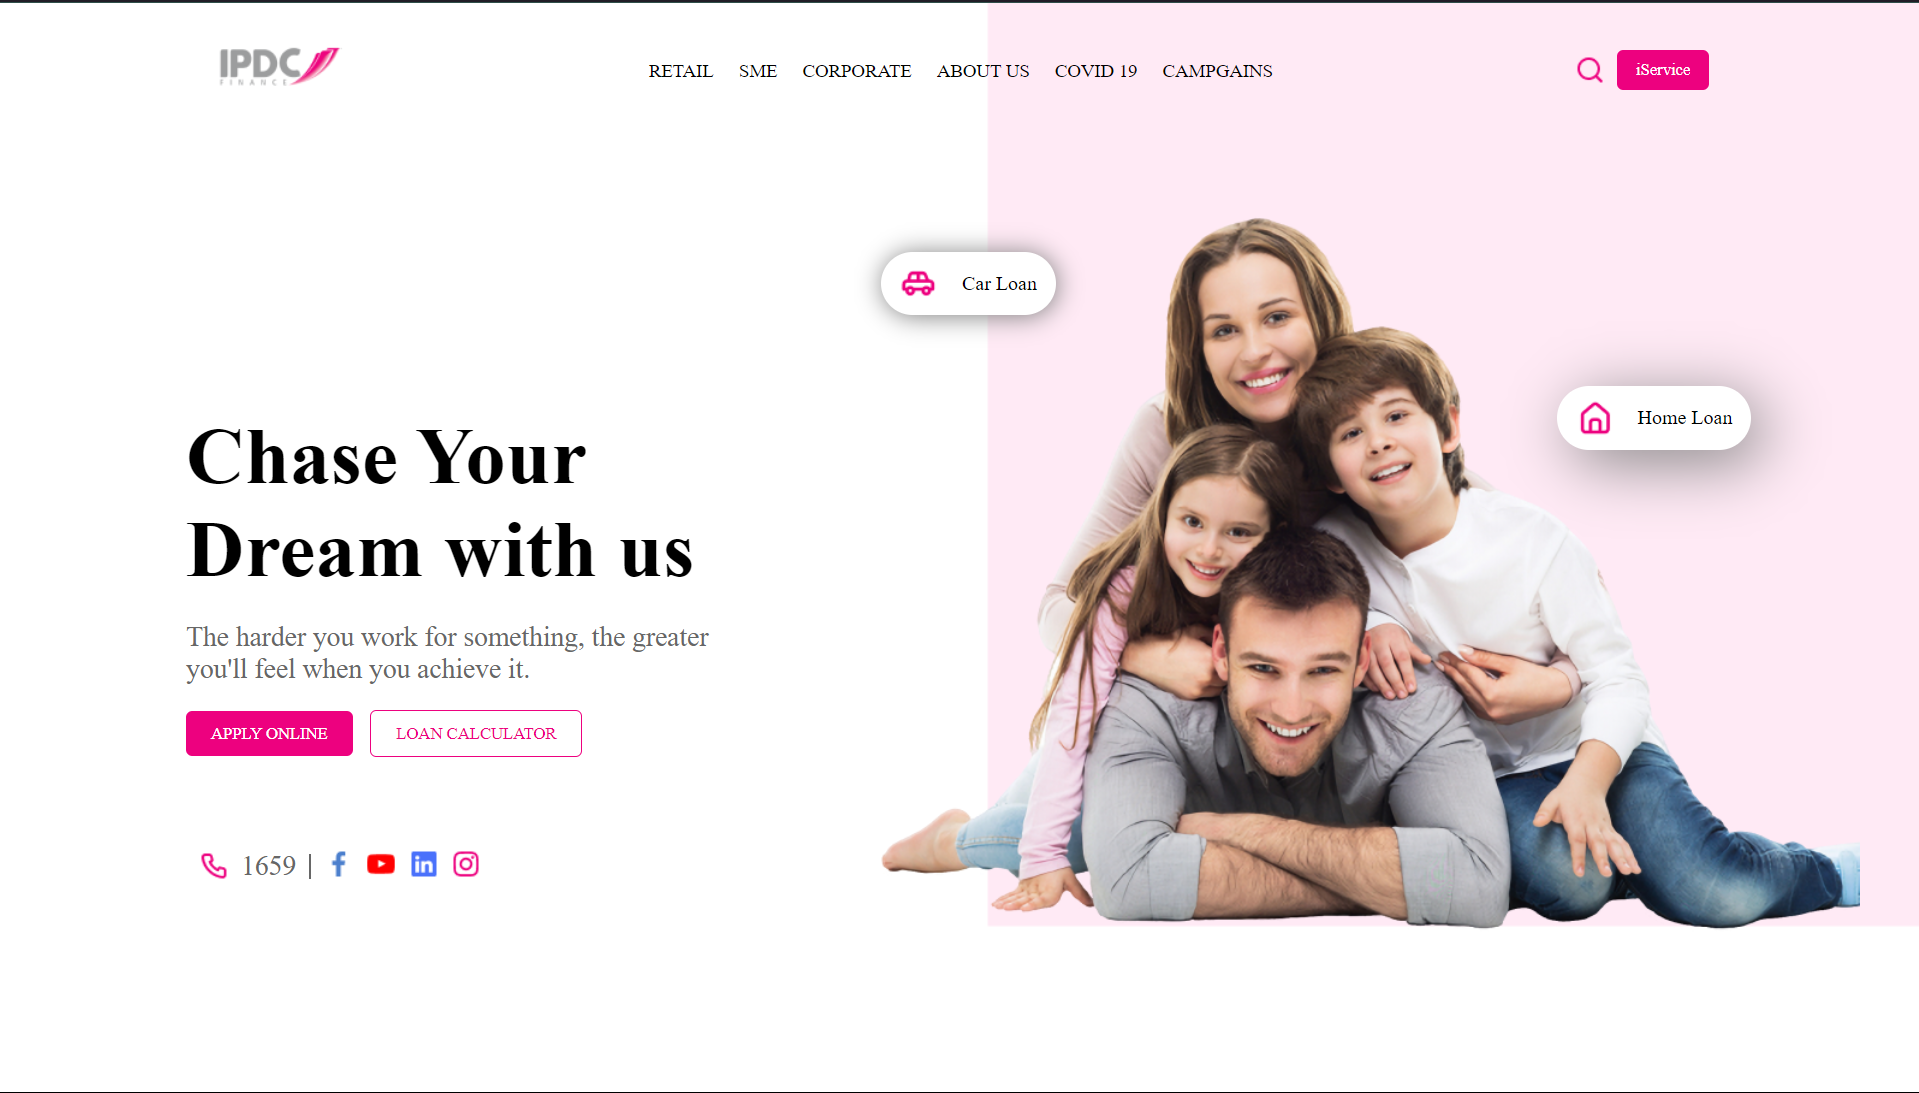 IPDC
FINANCE
RETAIL SME CORPORATE ABOUT US COVID 19 CAMPGAINS
iService
Car Loan
Home Loan
Chase Your
Dream with us
The harder you work for something, the greater
you'll feel when you achieve it.
APPLY ONLINE LOAN CALCULATOR
1659 |